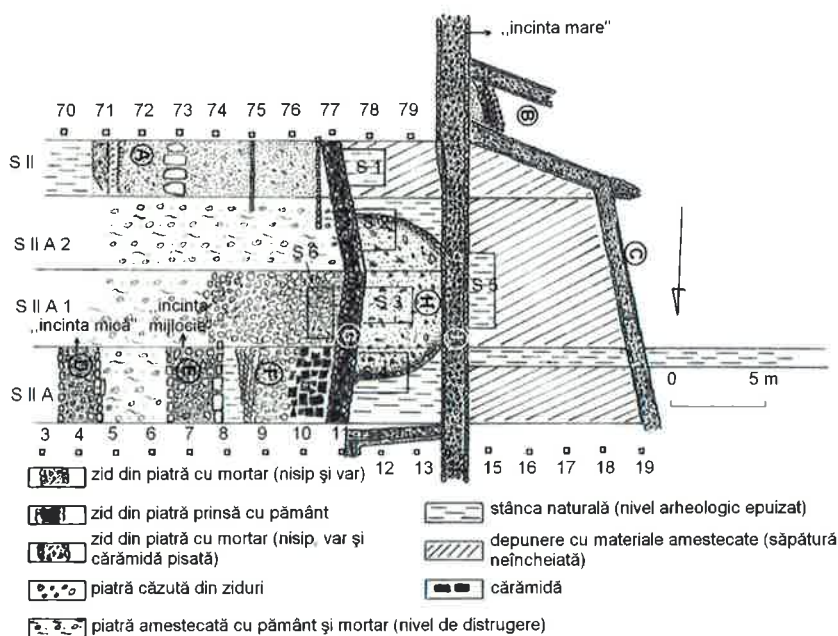 „incinta mare"
70 71 72 73 74 75 76 77 78 79
B
S II
A
S 1
S II A 2
S 6
C
S II A 1
„incinta mică"
„incinta mijlocie"
S 3
H
S 5
G
D
E
F
S II A
0 5 m
3 4 5 6 7 8 9 10 11 12 13 15 16 17 18 19
zid din piatră cu mortar (nisip și var)
zid din piatră prinsă cu pământ
zid din piatră cu mortar (nisip, var și
cărămidă pisată)
piatră căzută din ziduri
piatră amestecată cu pământ și mortar (nivel de distrugere)
stânca naturală (nivel arheologic epuizat)
depunere cu materiale amestecate (săpătură
neîncheiată)
cărămidă